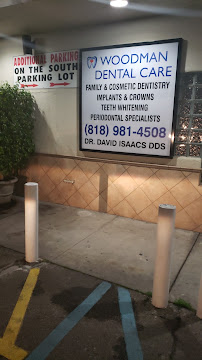 ADDITIONAL PARKING
ON THE SOUTH
PARKING LOT
WOODMAN
DENTAL CARE
FAMILY & COSMETIC DENTISTRY
IMPLANTS & CROWNS
TEETH WHITENING
PERIODONTAL SPECIALISTS
(818) 981-4508
DR. DAVID ISAACS DDS